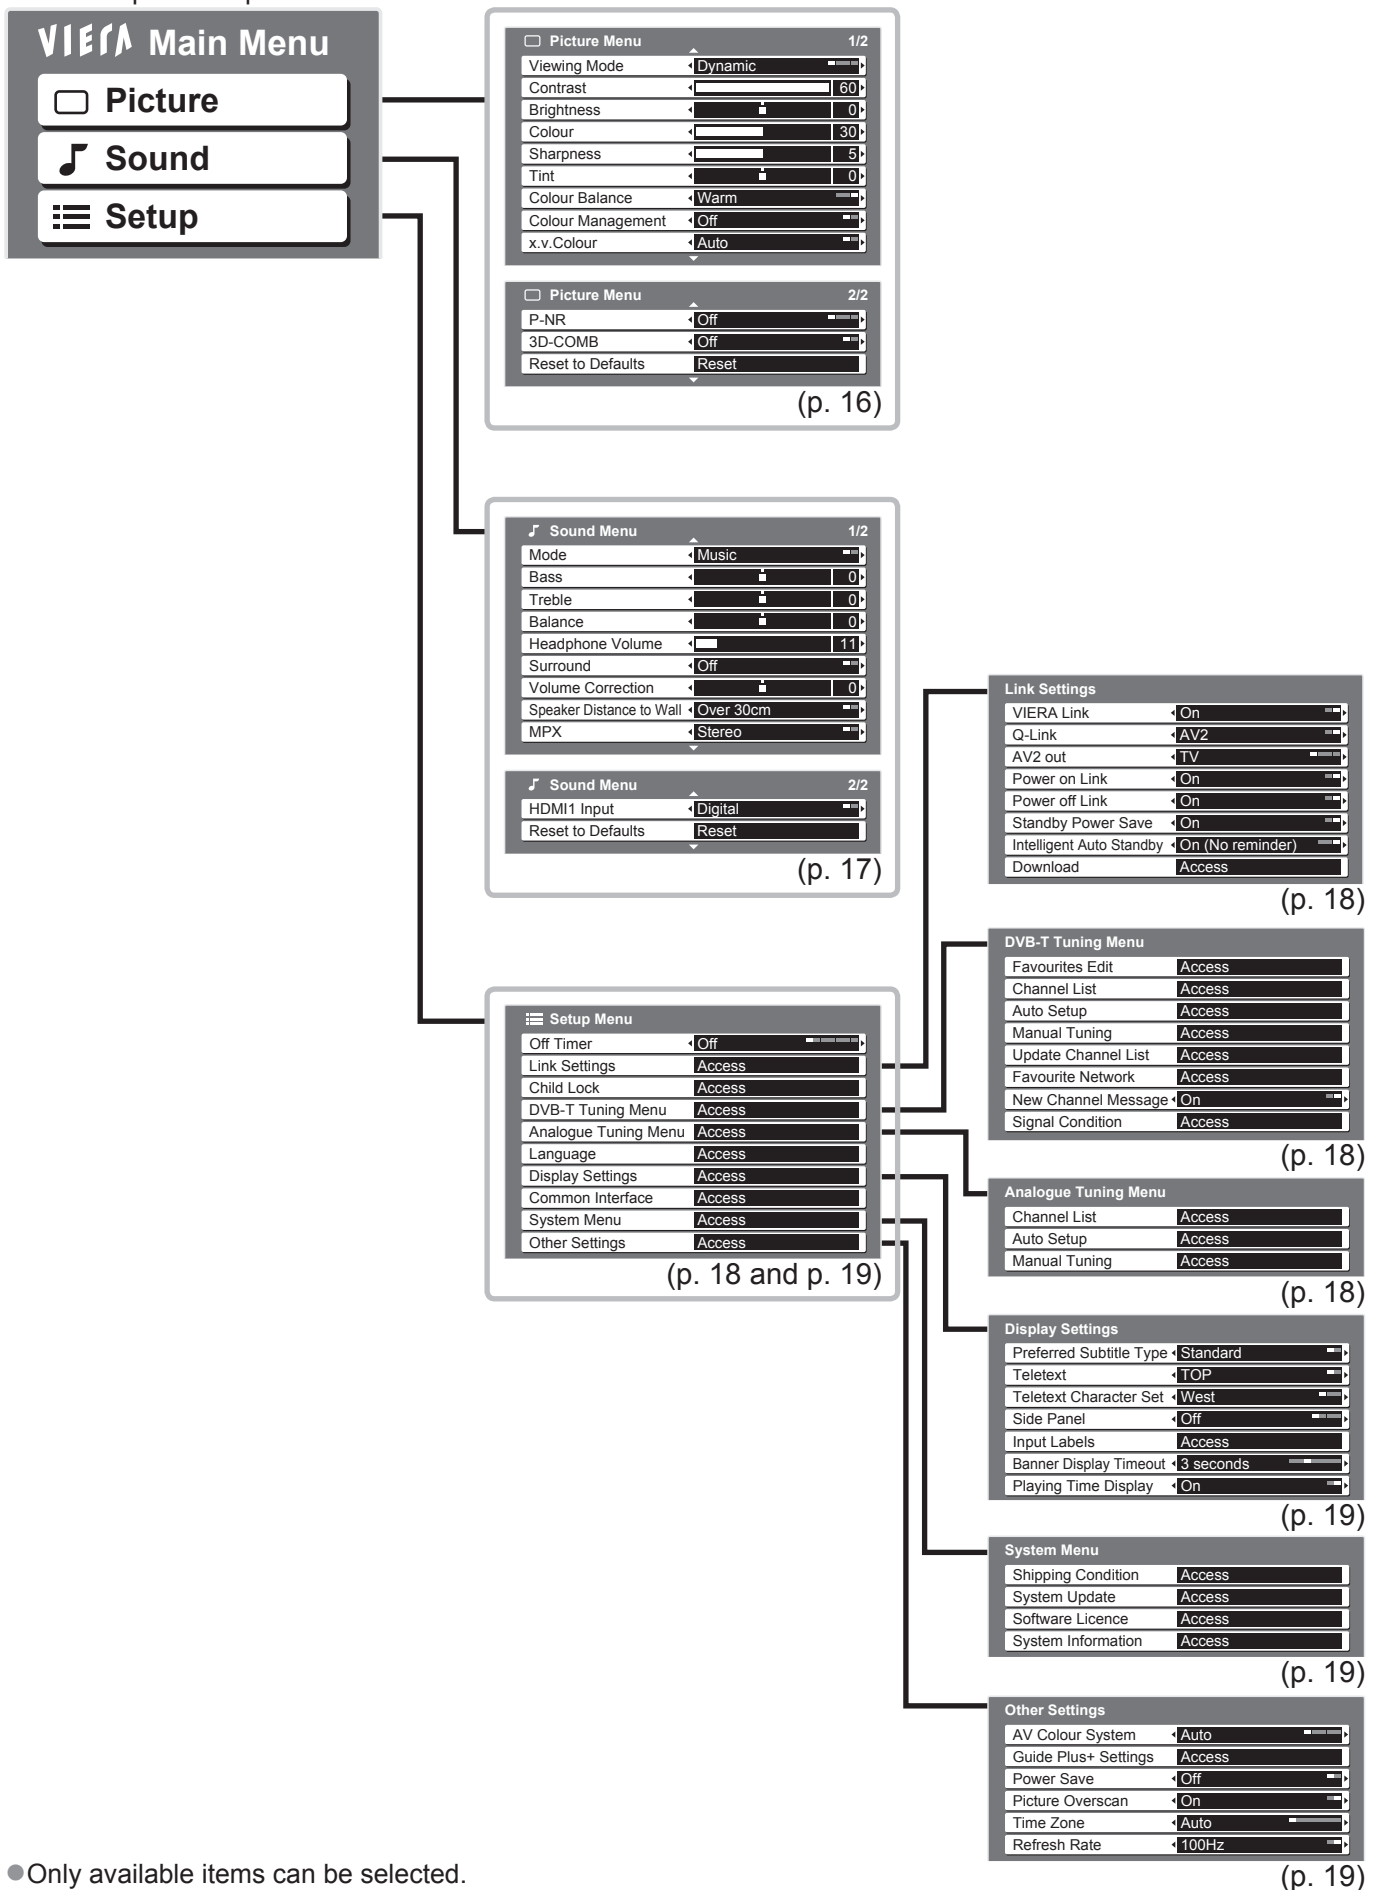 VIERA Main Menu
Picture
Sound
Setup
Picture Menu 1/2
Viewing Mode Dynamic
Contrast 60
Brightness 0
Colour 30
Sharpness 5
Tint 0
Colour Balance Warm
Colour Management Off
x.v.Colour Auto
Picture Menu 2/2
P-NR Off
3D-COMB Off
Reset to Defaults Reset
(p. 16)
Sound Menu 1/2
Mode Music
Bass 0
Treble 0
Balance 0
Headphone Volume 11
Surround Off
Volume Correction 0
Speaker Distance to Wall Over 30cm
MPX Stereo
Sound Menu 2/2
HDMI1 Input Digital
Reset to Defaults Reset
(p. 17)
Setup Menu
Off Timer Off
Link Settings Access
Child Lock Access
DVB-T Tuning Menu Access
Analogue Tuning Menu Access
Language Access
Display Settings Access
Common Interface Access
System Menu Access
Other Settings Access
(p. 18 and p. 19)
Link Settings
VIERA Link On
Q-Link AV2
AV2 out TV
Power on Link On
Power off Link On
Standby Power Save On
Intelligent Auto Standby On (No reminder)
Download Access
(p. 18)
DVB-T Tuning Menu
Favourites Edit Access
Channel List Access
Auto Setup Access
Manual Tuning Access
Update Channel List Access
Favourite Network Access
New Channel Message On
Signal Condition Access
(p. 18)
Analogue Tuning Menu
Channel List Access
Auto Setup Access
Manual Tuning Access
(p. 18)
Display Settings
Preferred Subtitle Type Standard
Teletext TOP
Teletext Character Set West
Side Panel Off
Input Labels Access
Banner Display Timeout 3 seconds
Playing Time Display On
(p. 19)
System Menu
Shipping Condition Access
System Update Access
Software Licence Access
System Information Access
(p. 19)
Other Settings
AV Colour System Auto
Guide Plus+ Settings Access
Power Save Off
Picture Overscan On
Time Zone Auto
Refresh Rate 100Hz
(p. 19)
●Only available items can be selected.